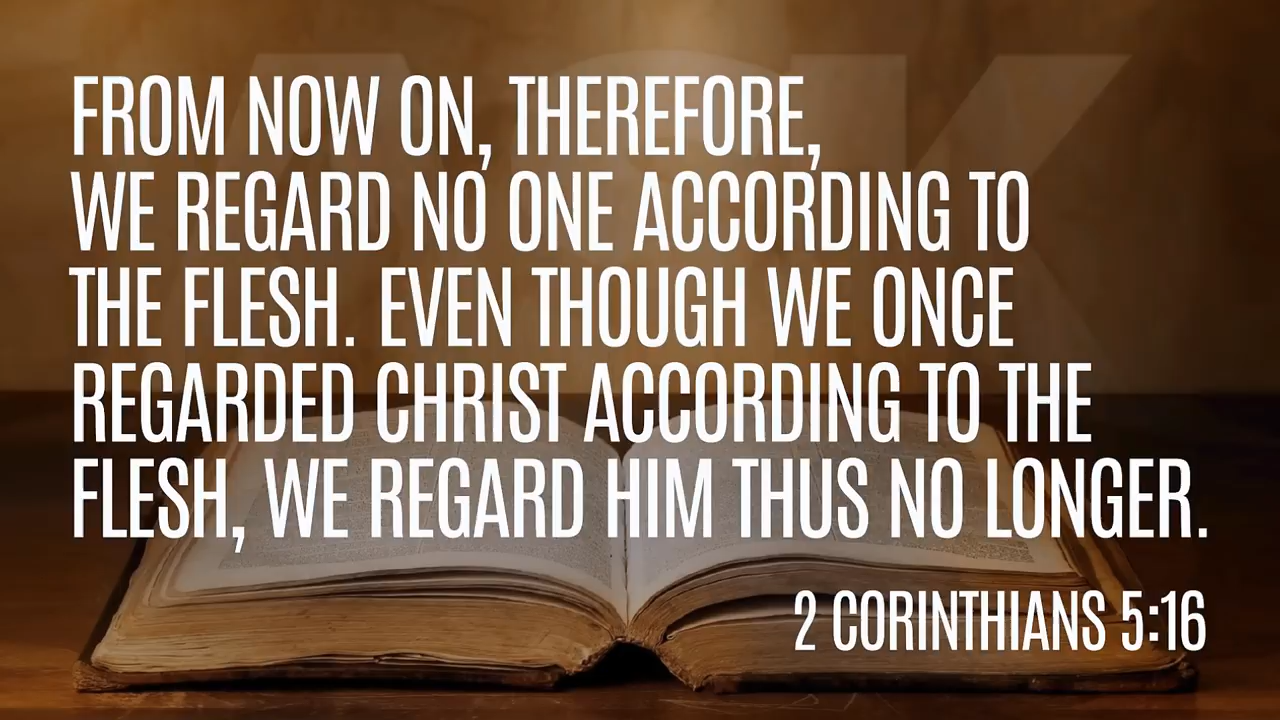 ASK
FROM NOW ON, THEREFORE,
WE REGARD NO ONE ACCORDING TO
THE FLESH. EVEN THOUGH WE ONCE
REGARDED CHRIST ACCORDING TO THE
FLESH, WE REGARD HIM THUS NO LONGER.
2 CORINTHIANS 5:16